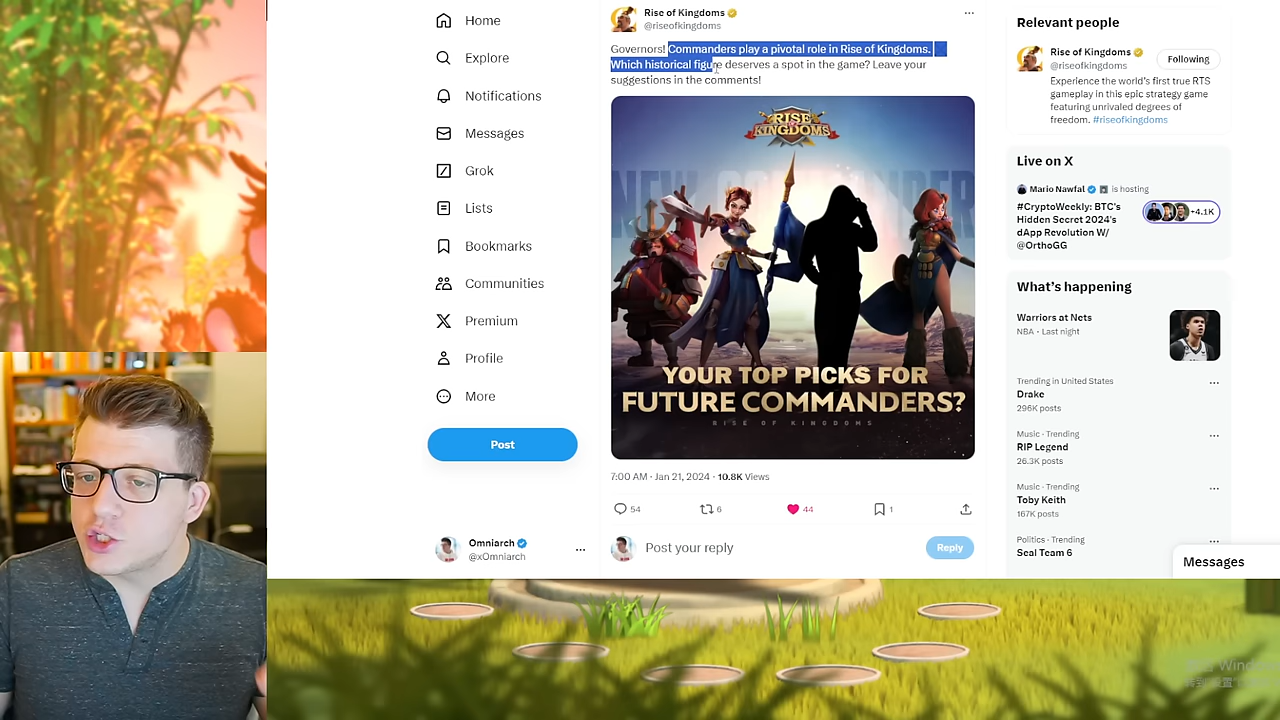 Home
Explore
Notifications
Messages
Grok
Lists
Bookmarks
Communities
Premium
Profile
More
Post
Omniarch
@xOmniarch
Rise of Kingdoms
@riseofkingdoms
Governors! Commanders play a pivotal role in Rise of Kingdoms.
Which historical figure deserves a spot in the game? Leave your
suggestions in the comments!
RISE OF
KINGDOMS
NEW COMMANDER
YOUR TOP PICKS FOR
FUTURE COMMANDERS?
RISE OF KINGDOMS
7:00 AM · Jan 21, 2024 · 10.8K Views
54
6
44
1
Post your reply
Reply
Relevant people
Rise of Kingdoms
@riseofkingdoms
Following
Experience the world's first true RTS
gameplay in this epic strategy game
featuring unrivaled degrees of
freedom. #riseofkingdoms
Live on X
Mario Nawfal is hosting
#CryptoWeekly: BTC's
Hidden Secret 2024's
dApp Revolution W/
@OrthoGG
+4.1K
What's happening
Warriors at Nets
NBA · Last night
Trending in United States
Drake
296K posts
Music · Trending
RIP Legend
26.3K posts
Music · Trending
Toby Keith
167K posts
Politics · Trending
Seal Team 6
Messages